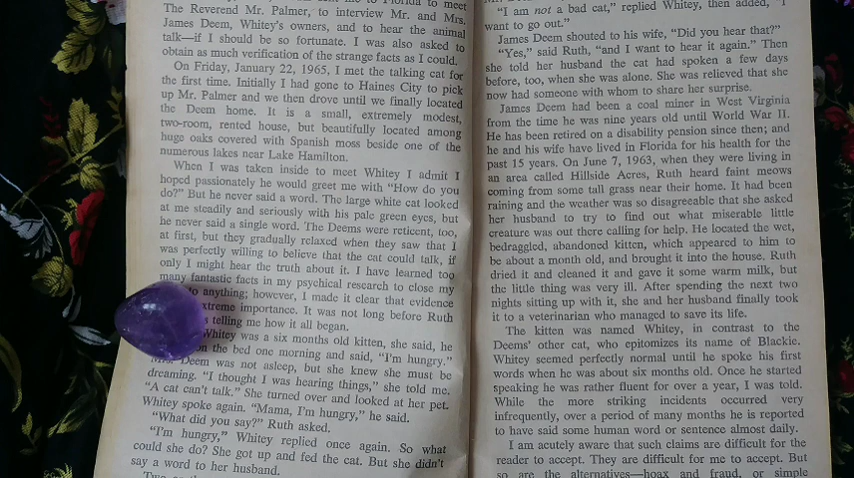 to Florida to meet
The Reverend Mr. Palmer, to interview Mr. and Mrs.
James Deem, Whitey's owners, and to hear the animal
talk—if I should be so fortunate. I was also asked to
obtain as much verification of the strange facts as I could.
On Friday, January 22, 1965, I met the talking cat for
the first time. Initially I had gone to Haines City to pick
up Mr. Palmer and we then drove until we finally located
the Deem home. It is a small, extremely modest,
two-room, rented house, but beautifully located among
huge oaks covered with Spanish moss beside one of the
numerous lakes near Lake Hamilton.
When I was taken inside to meet Whitey I admit I
hoped passionately he would greet me with "How do you
do?" But he never said a word. The large white cat looked
at me steadily and seriously with his pale green eyes, but
he never said a single word. The Deems were reticent, too,
at first, but they gradually relaxed when they saw that I
was perfectly willing to believe that the cat could talk, if
only I might hear the truth about it. I have learned too
many fantastic facts in my psychical research to close my
to anything; however, I made it clear that evidence
extreme importance. It was not long before Ruth
telling me how it all began.
Whitey was a six months old kitten, she said, he
on the bed one morning and said, "I'm hungry."
Mrs. Deem was not asleep, but she knew she must be
dreaming. "I thought I was hearing things," she told me.
"A cat can't talk." She turned over and looked at her pet.
Whitey spoke again. "Mama, I'm hungry," he said.
"What did you say?" Ruth asked.
"I'm hungry," Whitey replied once again. So what
could she do? She got up and fed the cat. But she didn't
say a word to her husband.
"I am not a bad cat," replied Whitey, then added, "I
want to go out."
James Deem shouted to his wife, "Did you hear that?"
"Yes," said Ruth, "and I want to hear it again." Then
she told her husband the cat had spoken a few days
before, too, when she was alone. She was relieved that she
now had someone with whom to share her surprise.
James Deem had been a coal miner in West Virginia
from the time he was nine years old until World War II.
He has been retired on a disability pension since then; and
he and his wife have lived in Florida for his health for the
past 15 years. On June 7, 1963, when they were living in
an area called Hillside Acres, Ruth heard faint meows
coming from some tall grass near their home. It had been
raining and the weather was so disagreeable that she asked
her husband to try to find out what miserable little
creature was out there calling for help. He located the wet,
bedraggled, abandoned kitten, which appeared to him to
be about a month old, and brought it into the house. Ruth
dried it and cleaned it and gave it some warm milk, but
the little thing was very ill. After spending the next two
nights sitting up with it, she and her husband finally took
it to a veterinarian who managed to save its life.
The kitten was named Whitey, in contrast to the
Deems' other cat, who epitomizes its name of Blackie.
Whitey seemed perfectly normal until he spoke his first
words when he was about six months old. Once he started
speaking he was rather fluent for over a year, I was told.
While the more striking incidents occurred very
infrequently, over a period of many months he is reported
to have said some human word or sentence almost daily.
I am acutely aware that such claims are difficult for the
reader to accept. They are difficult for me to accept. But
so are the alternatives—hoax and fraud, or simple